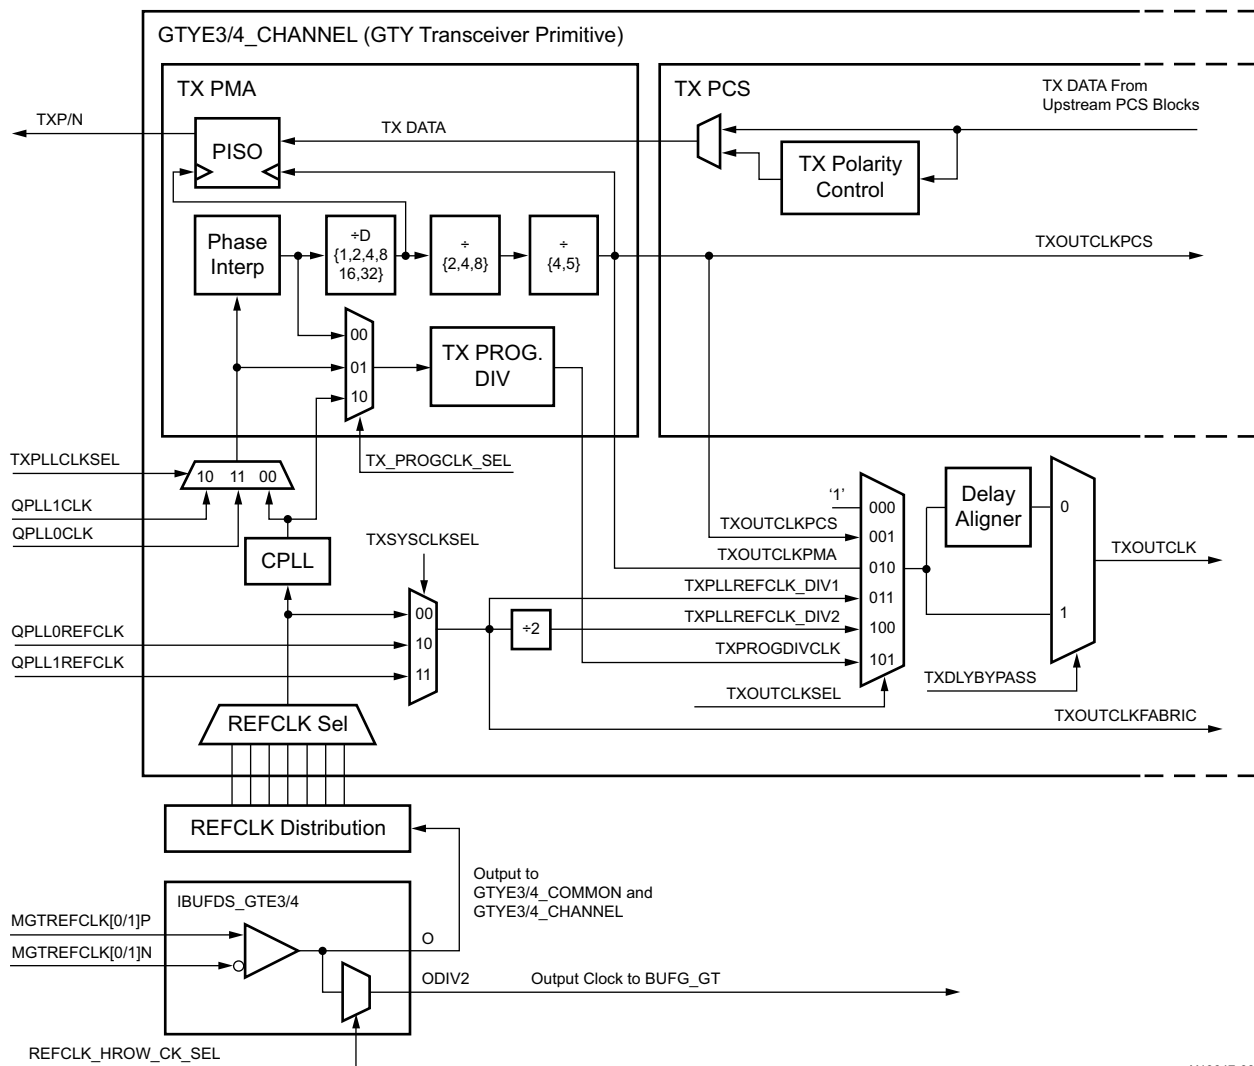 GTYE3/4_CHANNEL (GTY Transceiver Primitive)
TX PMA
TX PCS
TX DATA From
Upstream PCS Blocks
TXP/N
TX DATA
PISO
TX Polarity
Control
Phase
Interp
÷D
{1,2,4,8
16,32}
÷
{2,4,8}
÷
{4,5}
TXOUTCLKPCS
00
01
10
TX PROG.
DIV
TXPLLCLKSEL
10 11 00
TX_PROGCLK_SEL
QPLL1CLK
QPLL0CLK
CPLL
TXSYSCLKSEL
00
10
11
QPLL0REFCLK
QPLL1REFCLK
÷2
'1'
TXOUTCLKPCS
TXOUTCLKPMA
TXPLLREFCLK_DIV1
TXPLLREFCLK_DIV2
TXPROGDIVCLK
000
001
010
011
100
101
TXOUTCLKSEL
Delay
Aligner
0
1
TXOUTCLK
TXDLYBYPASS
TXOUTCLKFABRIC
REFCLK Sel
REFCLK Distribution
Output to
GTYE3/4_COMMON and
GTYE3/4_CHANNEL
IBUFDS_GTE3/4
MGTREFCLK[0/1]P
MGTREFCLK[0/1]N
O
ODIV2
Output Clock to BUFG_GT
REFCLK_HROW_CK_SEL